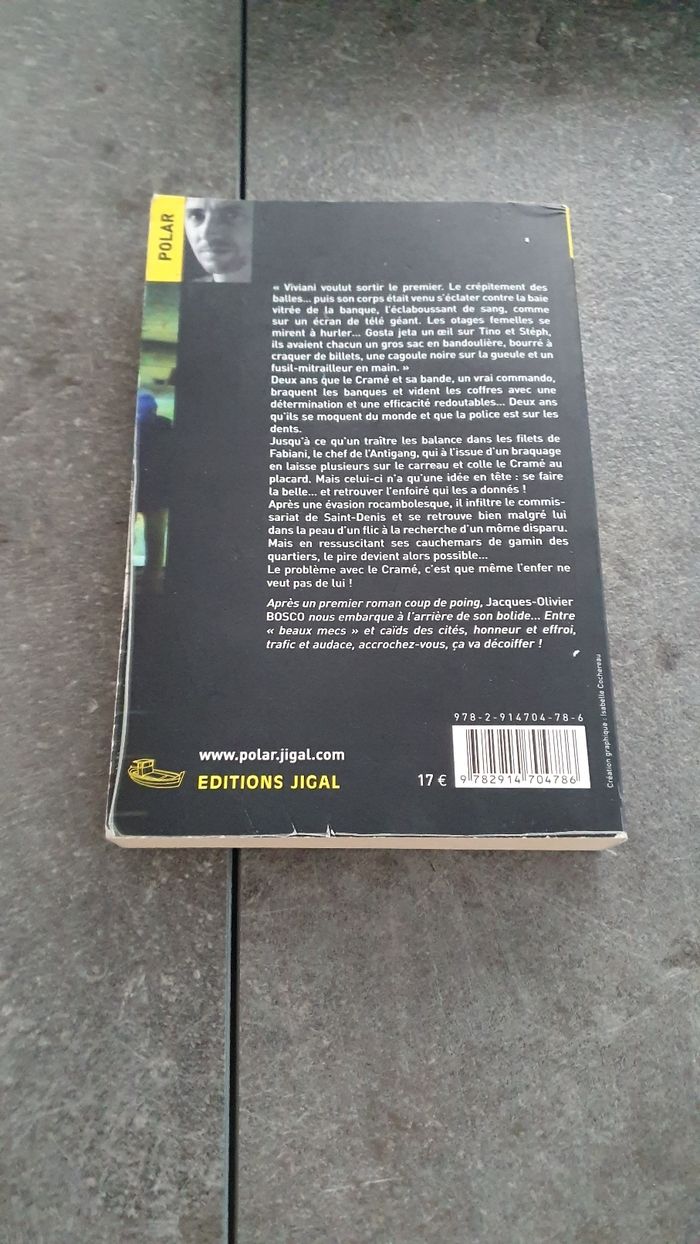 POLAR
« Viviani voulut sortir le premier. Le crépitement des
balles... puis son corps était venu s'éclater contre la baie
vitrée de la banque, l'éclaboussant de sang, comme
sur un écran de télé géant. Les otages femelles se
mirent à hurler... Gosta jeta un œil sur Tino et Stéph,
ils avaient chacun un gros sac en bandoulière, bourré à
craquer de billets, une cagoule noire sur la gueule et un
fusil-mitrailleur en main. »
Deux ans que le Cramé et sa bande, un vrai commando,
braquent les banques et vident les coffres avec une
détermination et une efficacité redoutables... Deux ans
qu'ils se moquent du monde et que la police est sur les
dents.
Jusqu'à ce qu'un traître les balance dans les filets de
Fabiani, le chef de l'Antigang, qui à l'issue d'un braquage
en laisse plusieurs sur le carreau et colle le Cramé au
placard. Mais celui-ci n'a qu'une idée en tête : se faire
la belle... et retrouver l'enfoiré qui les a donnés !
Après une évasion rocambolesque, il infiltre le commis-
sariat de Saint-Denis et se retrouve bien malgré lui
dans la peau d'un flic à la recherche d'un môme disparu.
Mais en ressuscitant ses cauchemars de gamin des
quartiers, le pire devient alors possible...
Le problème avec le Cramé, c'est que même l'enfer ne
veut pas de lui !
Après un premier roman coup de poing, Jacques-Olivier
BOSCO nous embarque à l'arrière de son bolide... Entre
« beaux mecs » et caïds des cités, honneur et effroi,
trafic et audace, accrochez-vous, ça va décoiffer !
Création graphique : Isabelle Cochereau
978-2-914704-78-6
www.polar.jigal.com
EDITIONS JIGAL
17 €
9 782914 704786